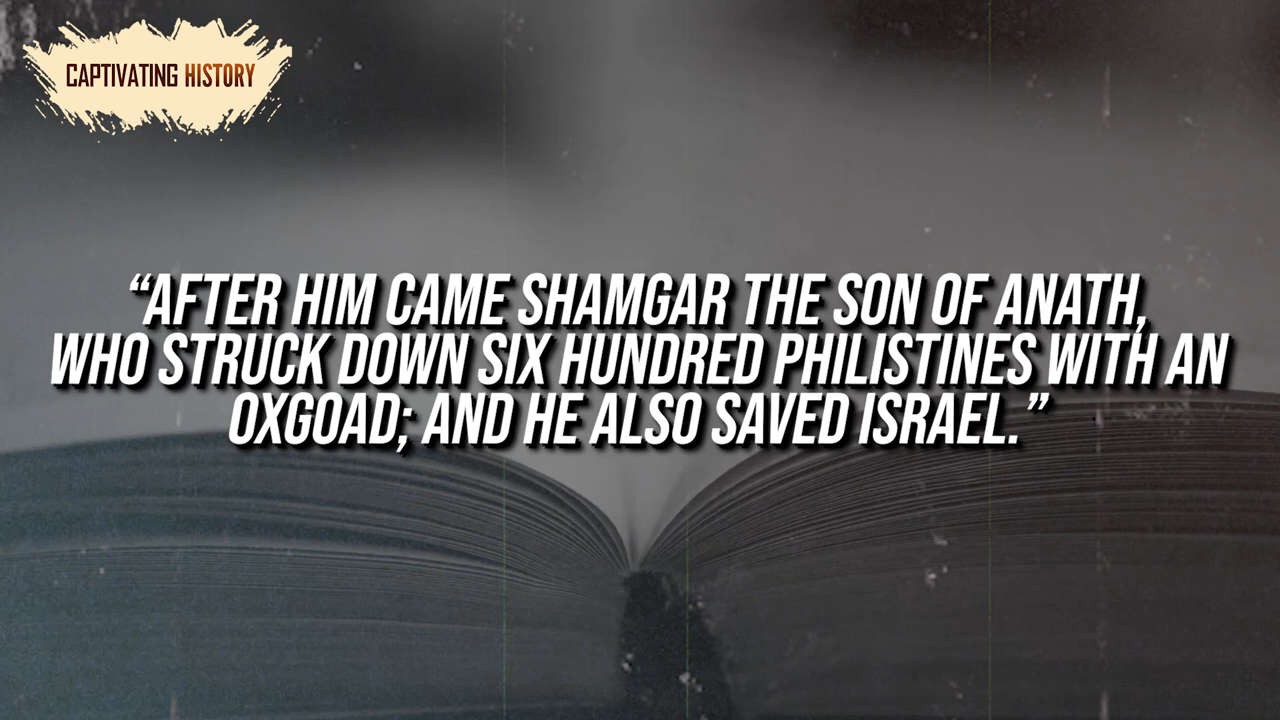 CAPTIVATING HISTORY
“AFTER HIM CAME SHAMGAR THE SON OF ANATH,
WHO STRUCK DOWN SIX HUNDRED PHILISTINES WITH AN
OXGOAD; AND HE ALSO SAVED ISRAEL.”